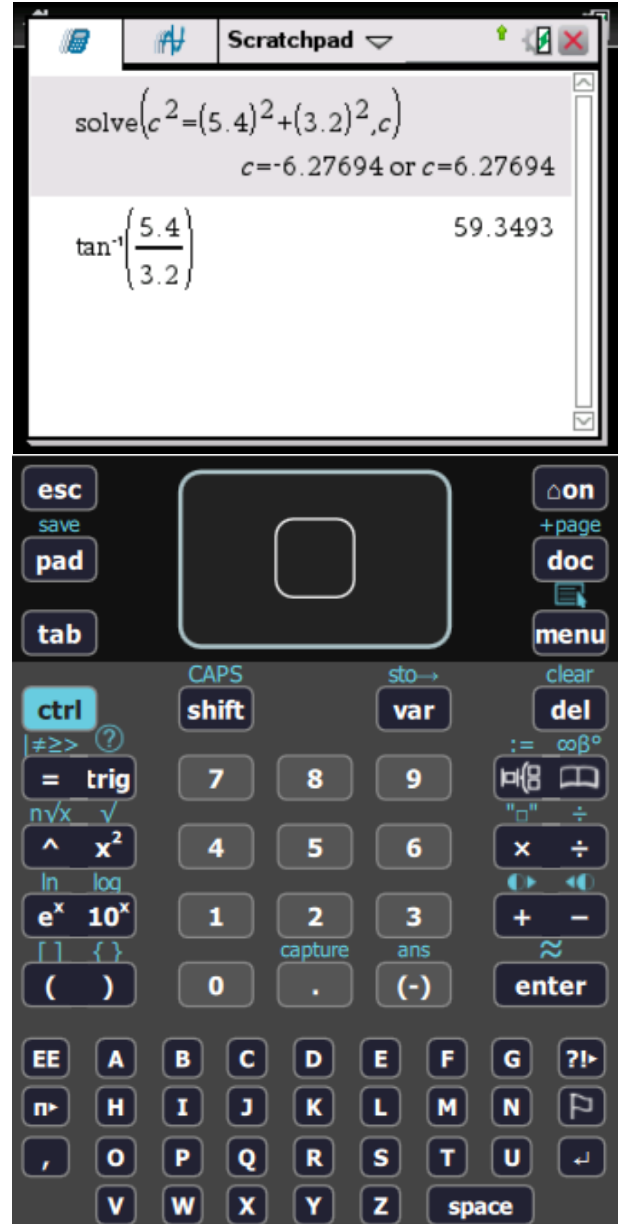 Scratchpad
solve(c²=(5.4)²+(3.2)²,c)
c=-6.27694 or c=6.27694
tan⁻¹(5.4/3.2) 59.3493
esc ⌂on
save +page
pad doc
tab menu
CAPS sto→ clear
ctrl shift var del
|≠≥> ? := ∞β°
= trig 7 8 9
n√x √ "□" ÷
^ x² 4 5 6 × ÷
ln log
eˣ 10ˣ 1 2 3 + −
[ ] { } capture ans ≈
( ) 0 . (-) enter
EE A B C D E F G ?!▸
π▸ H I J K L M N
, O P Q R S T U ↵
V W X Y Z space